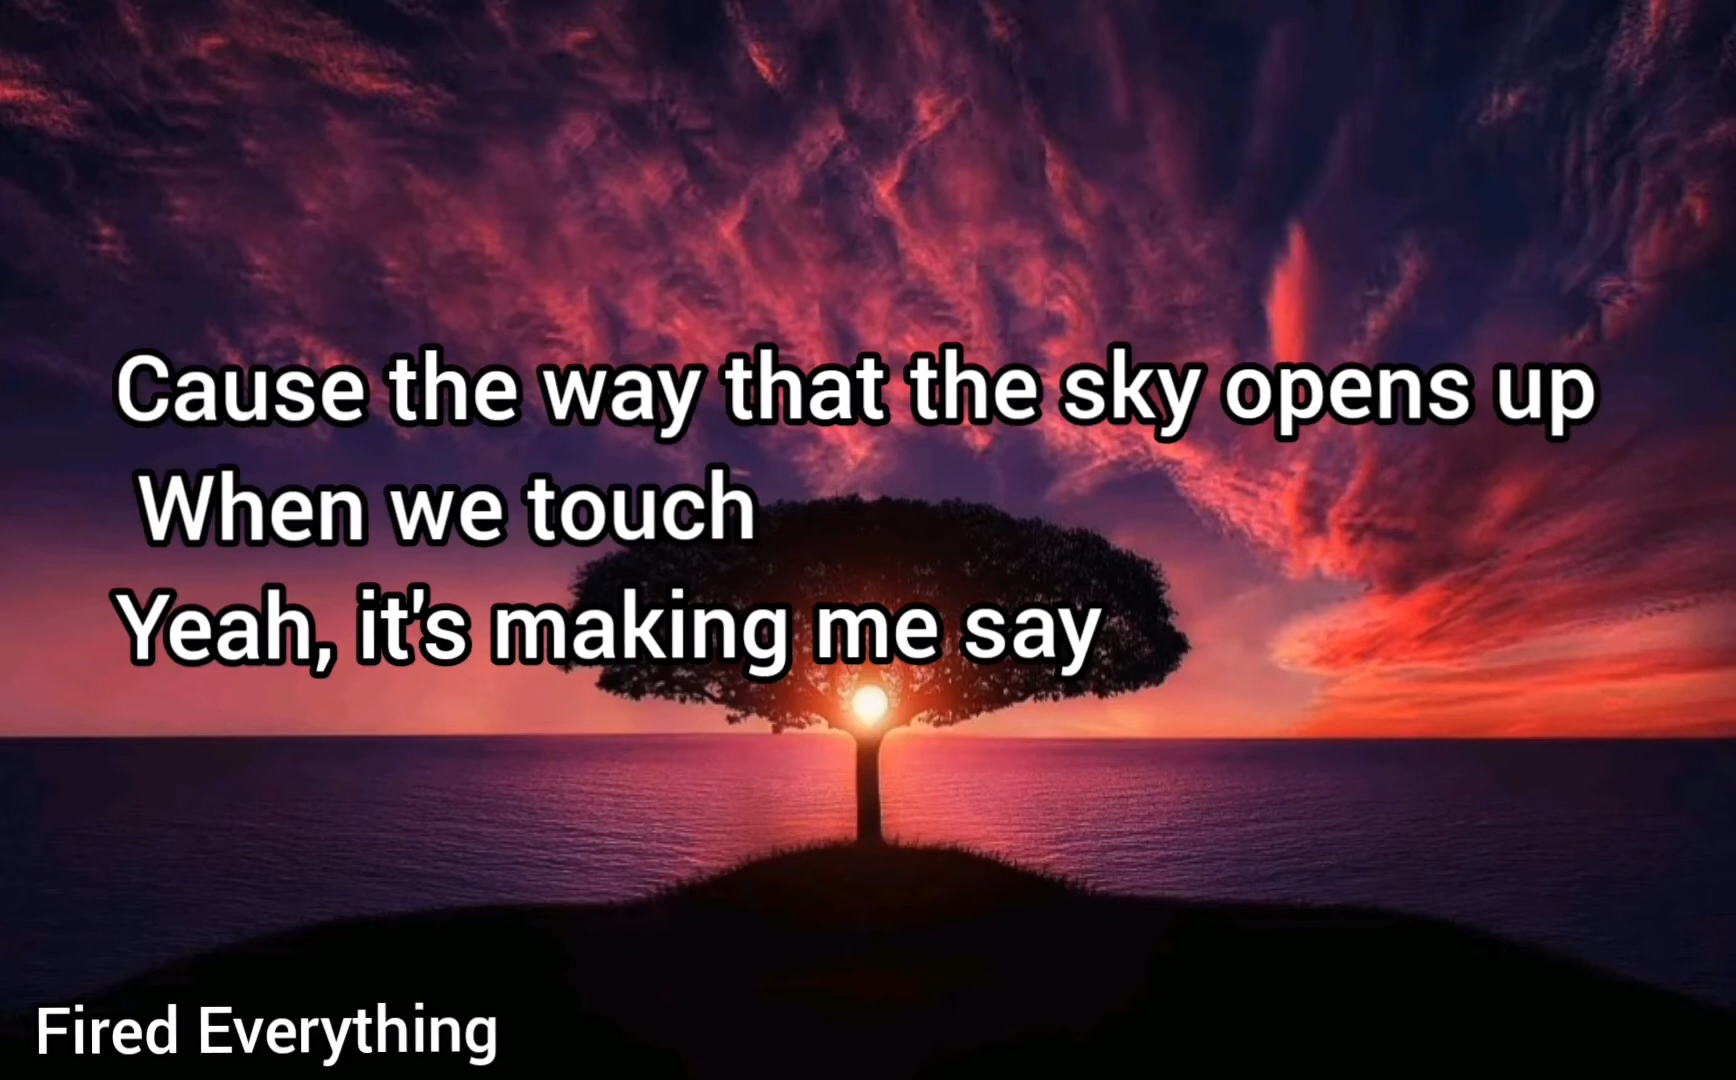 Cause the way that the sky opens up
When we touch
Yeah, it's making me say
Fired Everything